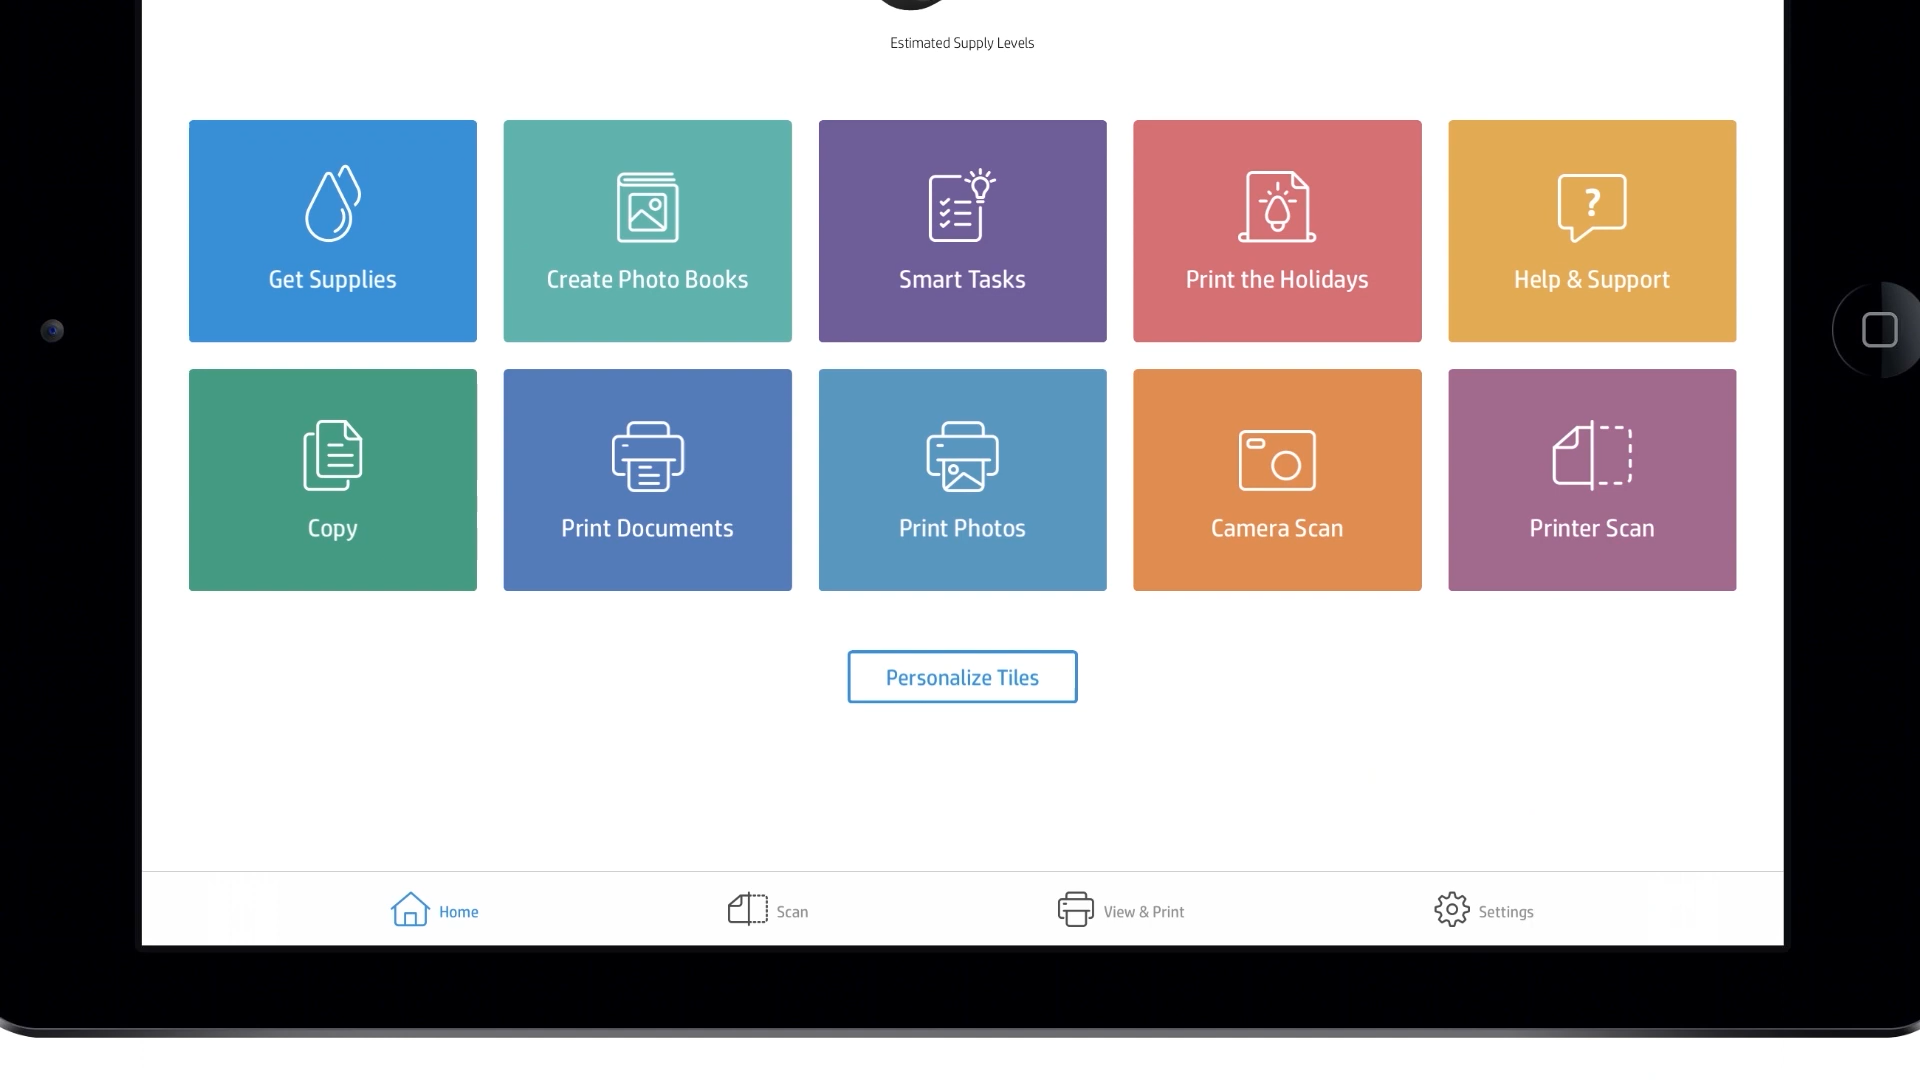 Estimated Supply Levels
Get Supplies
Create Photo Books
Smart Tasks
Print the Holidays
Help & Support
?
Copy
Print Documents
Print Photos
Camera Scan
Printer Scan
Personalize Tiles
Home
Scan
View & Print
Settings